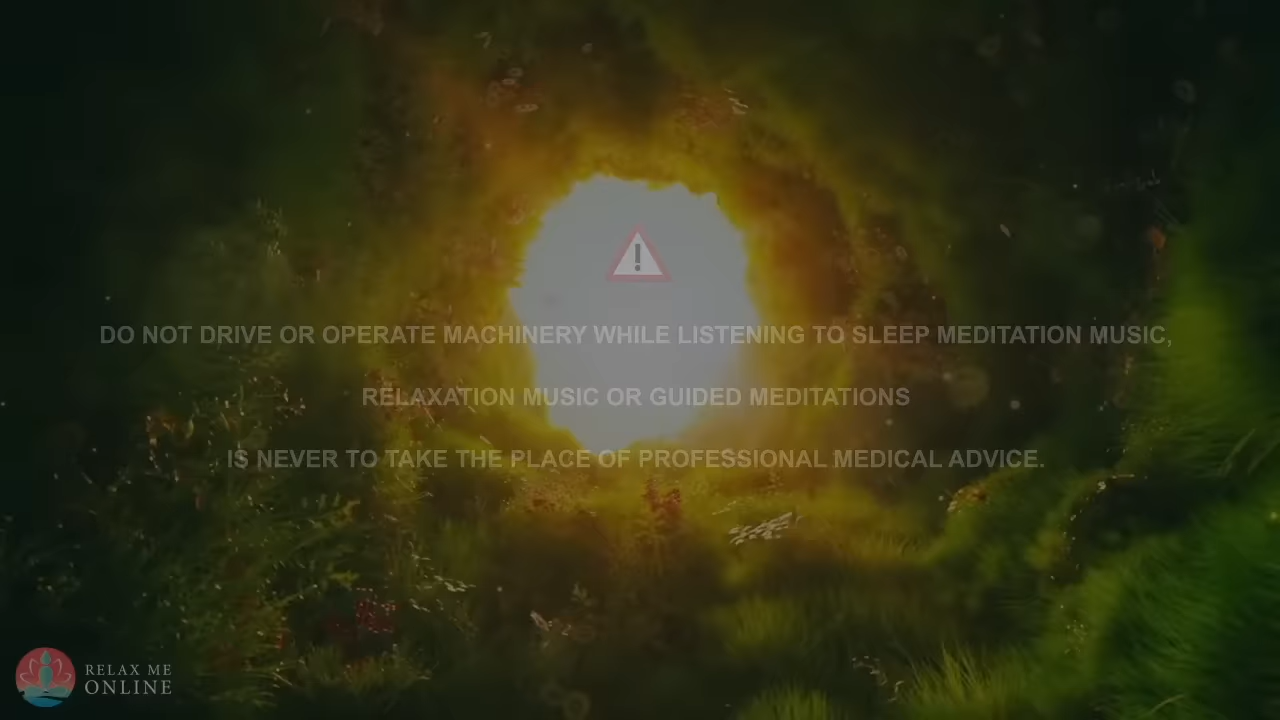 DO NOT DRIVE OR OPERATE MACHINERY WHILE LISTENING TO SLEEP MEDITATION MUSIC,
RELAXATION MUSIC OR GUIDED MEDITATIONS
IS NEVER TO TAKE THE PLACE OF PROFESSIONAL MEDICAL ADVICE.
RELAX ME
ONLINE